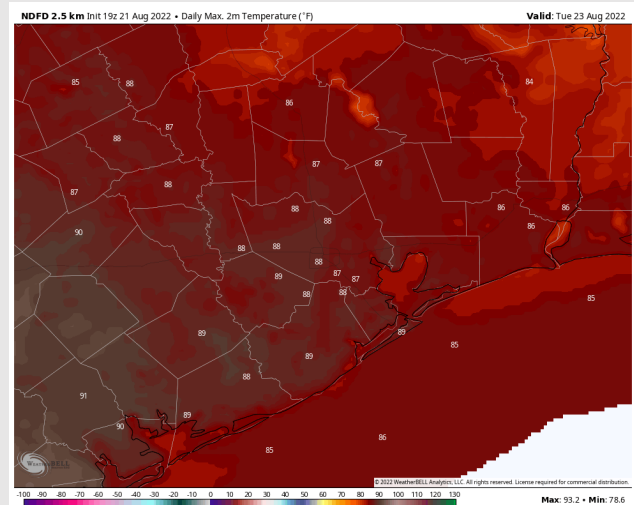 NDFD 2.5 km Init 19z 21 Aug 2022 • Daily Max. 2m Temperature (°F) Valid: Tue 23 Aug 2022
85 88 84
86
87
88
87 87
88
87
88 86 86
88 86
90
88 88
88
89 87 87
88 88 85
89 89
85
89
88
91
89
90
86
85
WeatherBELL
© 2022 WeatherBELL Analytics, LLC. All rights reserved. License required for commercial distribution.
-100 -90 -80 -70 -60 -50 -40 -30 -20 -10 0 10 20 30 40 50 60 70 80 90 100 110 120 130
Max: 93.2 • Min: 78.6